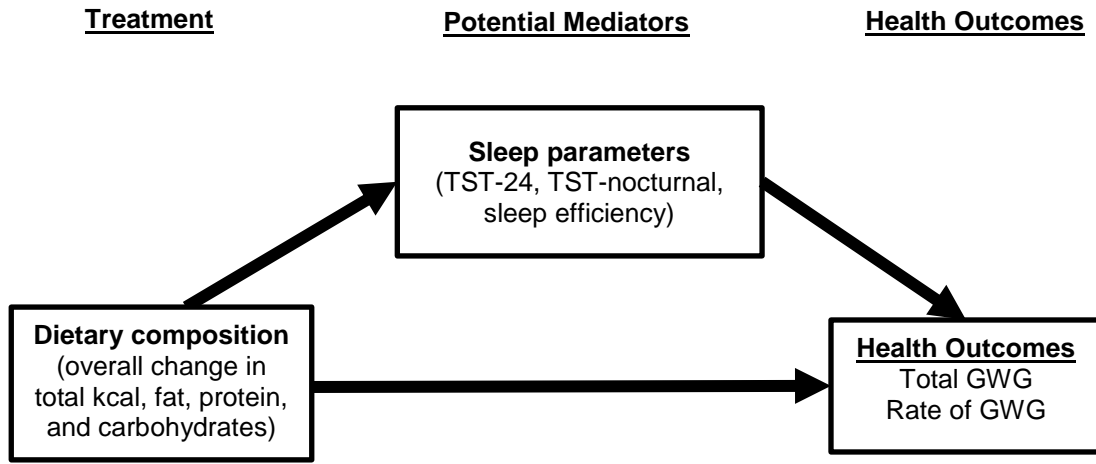 Treatment
Potential Mediators
Health Outcomes
Sleep parameters
(TST-24, TST-nocturnal,
sleep efficiency)
Dietary composition
(overall change in
total kcal, fat, protein,
and carbohydrates)
Health Outcomes
Total GWG
Rate of GWG